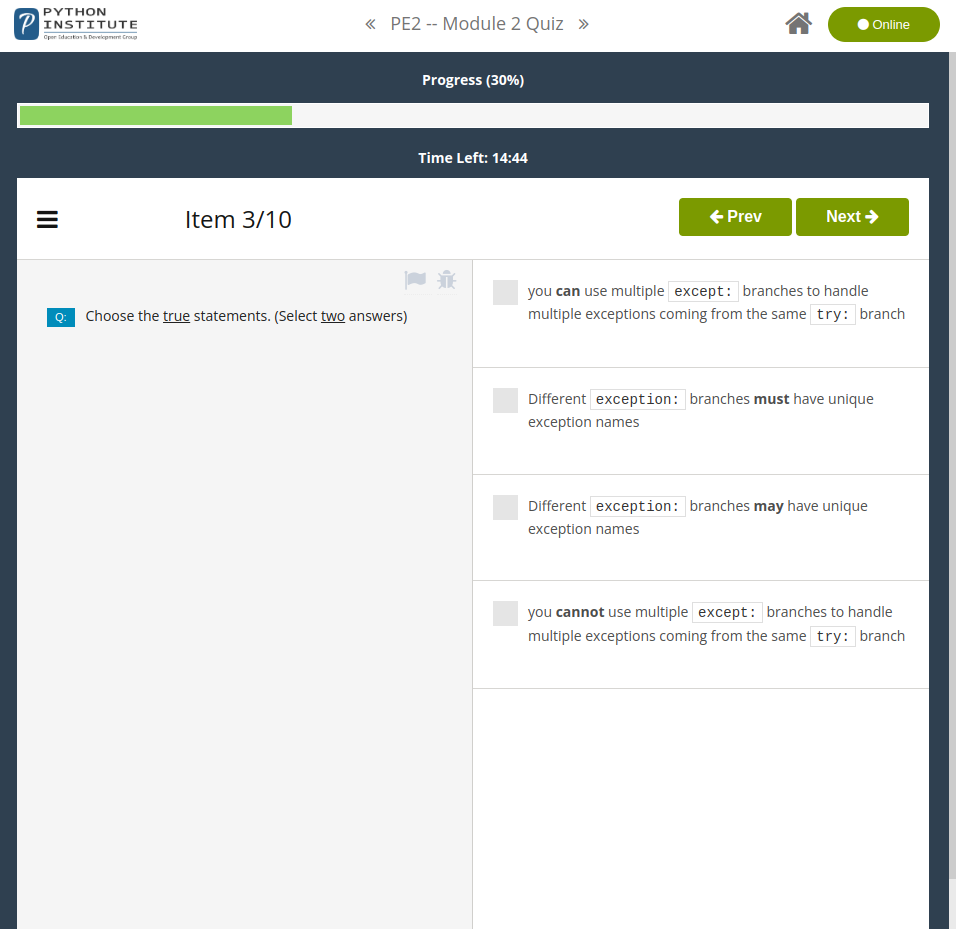 PYTHON
INSTITUTE
Open Education & Development Group
« PE2 -- Module 2 Quiz »
Online
Progress (30%)
Time Left: 14:44
Item 3/10
Prev
Next
Q: Choose the true statements. (Select two answers)
you can use multiple except: branches to handle
multiple exceptions coming from the same try: branch
Different exception: branches must have unique
exception names
Different exception: branches may have unique
exception names
you cannot use multiple except: branches to handle
multiple exceptions coming from the same try: branch